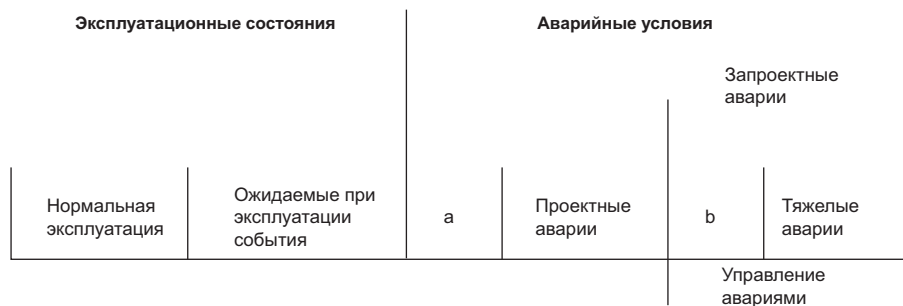 Эксплуатационные состояния
Аварийные условия
Запроектные
аварии
Нормальная
эксплуатация
Ожидаемые при
эксплуатации
события
a
Проектные
аварии
b
Тяжелые
аварии
Управление
авариями